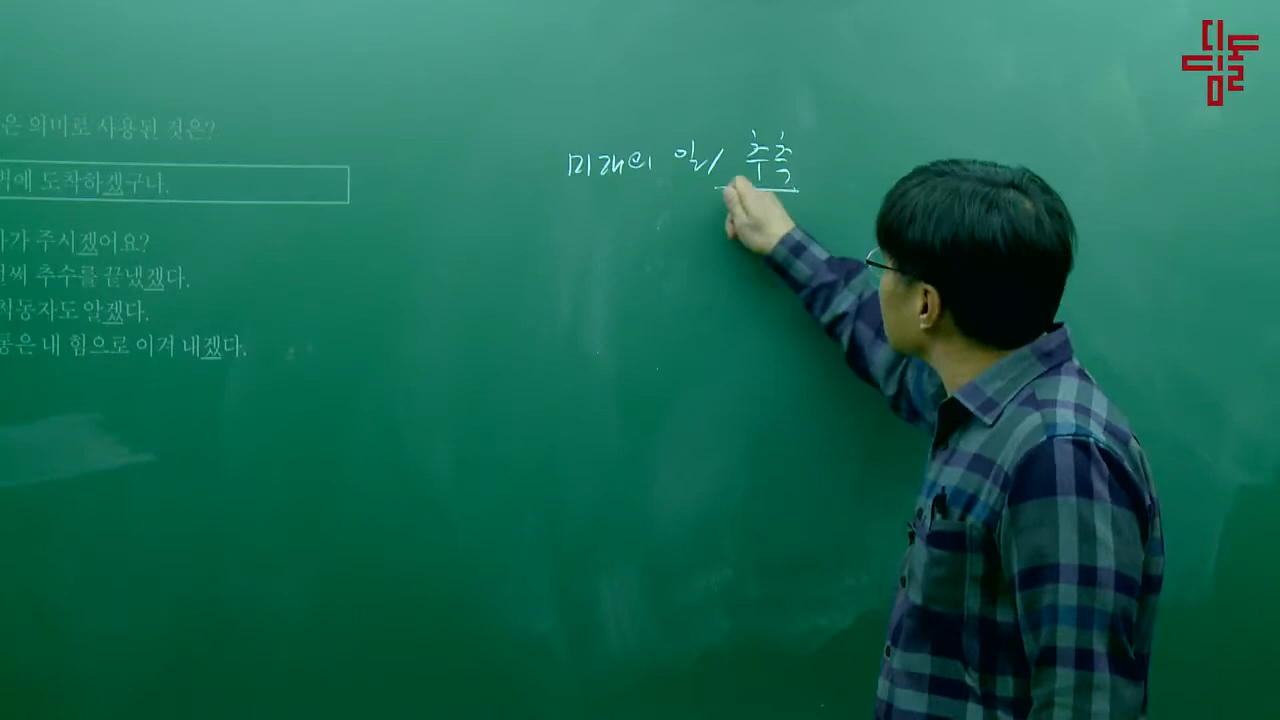 은 의미로 사용된 것은?
벽에 도착하겠구나.
가 주시겠어요?
써 추수를 끝냈겠다.
동자도 알겠다.
통은 내 힘으로 이겨 내겠다.
미래의 일/ 추측